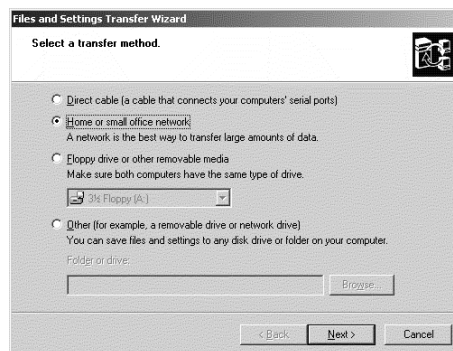 Files and Settings Transfer Wizard
Select a transfer method.
Direct cable (a cable that connects your computers' serial ports)
Home or small office network
A network is the best way to transfer large amounts of data.
Floppy drive or other removable media
Make sure both computers have the same type of drive.
3½ Floppy (A:)
Other (for example, a removable drive or network drive)
You can save files and settings to any disk drive or folder on your computer.
Folder or drive:
Browse...
< Back Next > Cancel